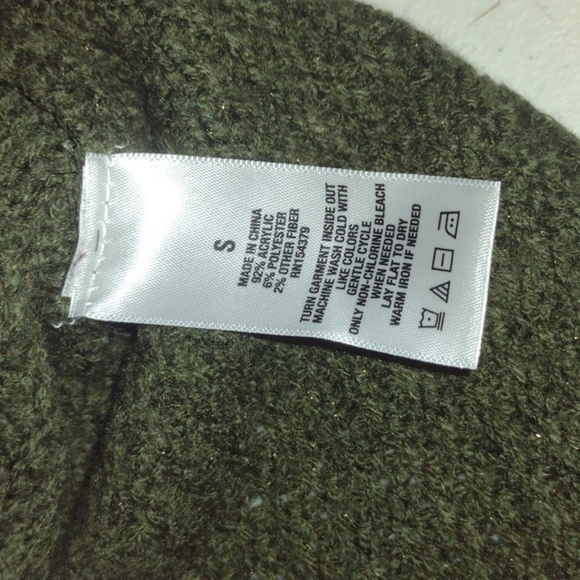 S
MADE IN CHINA
92% ACRYLIC
6% POLYESTER
2% OTHER FIBER
RN154379
TURN GARMENT INSIDE OUT
MACHINE WASH COLD WITH
LIKE COLORS
GENTLE CYCLE
ONLY NON-CHLORINE BLEACH
WHEN NEEDED
LAY FLAT TO DRY
WARM IRON IF NEEDED